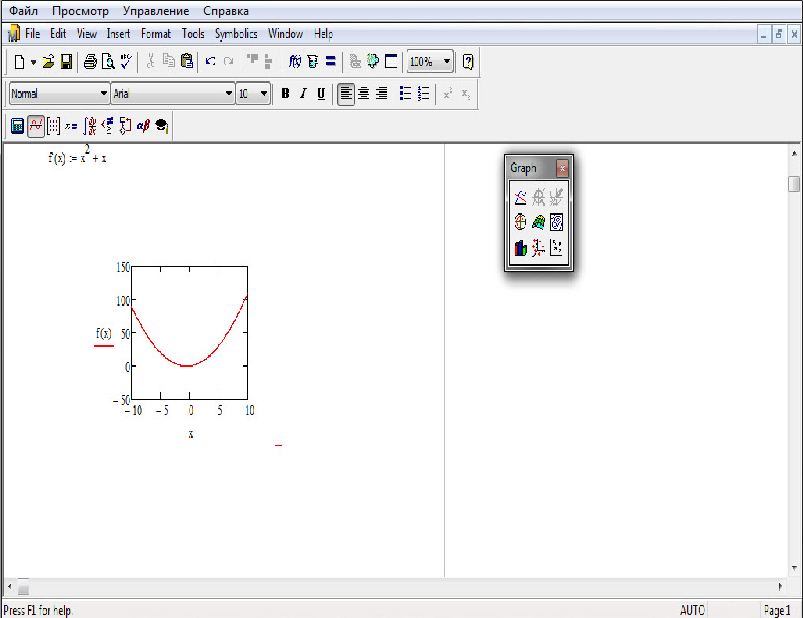 Файл Просмотр Управление Справка
File Edit View Insert Format Tools Symbolics Window Help
100%
Normal Arial 10 B I U
f(x) := x² + x
Graph
150
100
f(x) 50
0
−50
−10 −5 0 5 10
x
Press F1 for help. AUTO Page 1